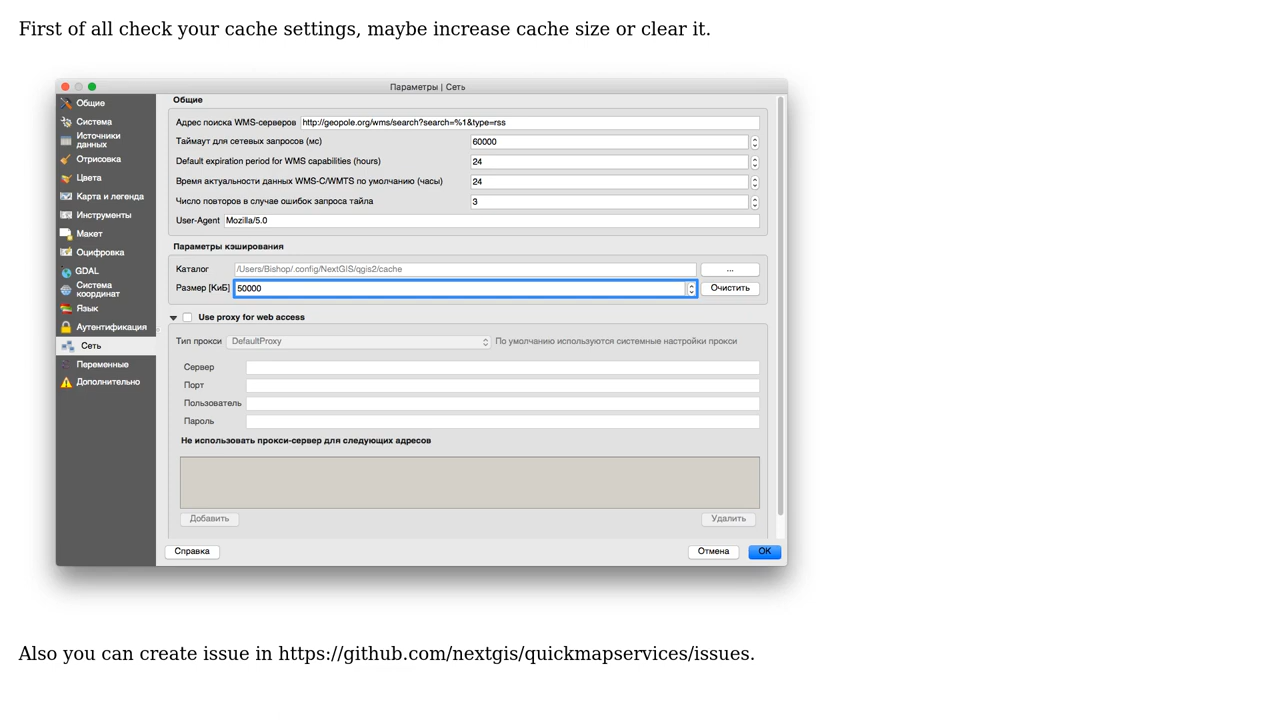 First of all check your cache settings, maybe increase cache size or clear it.
Параметры | Сеть
Общие
Система
Источники
данных
Отрисовка
Цвета
Карта и легенда
Инструменты
Макет
Оцифровка
GDAL
Система
координат
Язык
Аутентификация
Сеть
Переменные
Дополнительно
Общие
Адрес поиска WMS-серверов http://geopole.org/wms/search?search=%1&type=rss
Таймаут для сетевых запросов (мс) 60000
Default expiration period for WMS capabilities (hours) 24
Время актуальности данных WMS-C/WMTS по умолчанию (часы) 24
Число повторов в случае ошибок запроса тайла 3
User-Agent Mozilla/5.0
Параметры кэширования
Каталог /Users/Bishop/.config/NextGIS/qgis2/cache ...
Размер [КиБ] 50000 Очистить
Use proxy for web access
Тип прокси DefaultProxy По умолчанию используются системные настройки прокси
Сервер
Порт
Пользователь
Пароль
Не использовать прокси-сервер для следующих адресов
Добавить Удалить
Справка Отмена OK
Also you can create issue in https://github.com/nextgis/quickmapservices/issues.